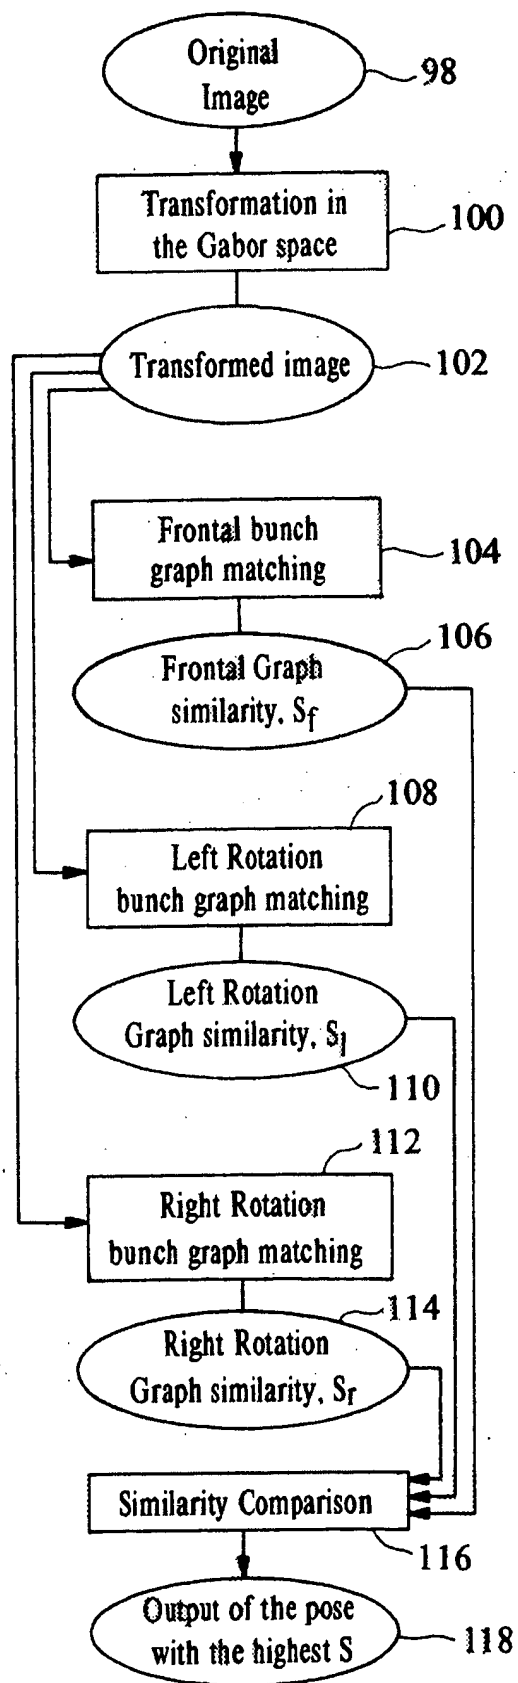 Original
Image
98
Transformation in
the Gabor space
100
Transformed image
102
Frontal bunch
graph matching
104
106
Frontal Graph
similarity, Sf
108
Left Rotation
bunch graph matching
Left Rotation
Graph similarity, Sl
110
112
Right Rotation
bunch graph matching
114
Right Rotation
Graph similarity, Sr
Similarity Comparison
116
Output of the pose
with the highest S
118